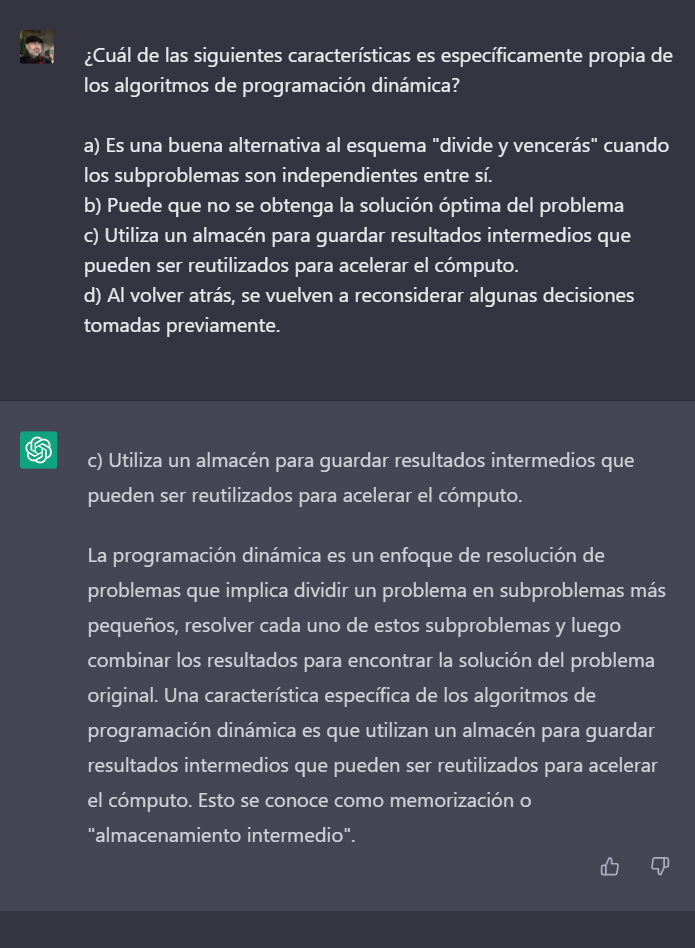 ¿Cuál de las siguientes características es específicamente propia de
los algoritmos de programación dinámica?
a) Es una buena alternativa al esquema "divide y vencerás" cuando
los subproblemas son independientes entre sí.
b) Puede que no se obtenga la solución óptima del problema
c) Utiliza un almacén para guardar resultados intermedios que
pueden ser reutilizados para acelerar el cómputo.
d) Al volver atrás, se vuelven a reconsiderar algunas decisiones
tomadas previamente.
c) Utiliza un almacén para guardar resultados intermedios que
pueden ser reutilizados para acelerar el cómputo.
La programación dinámica es un enfoque de resolución de
problemas que implica dividir un problema en subproblemas más
pequeños, resolver cada uno de estos subproblemas y luego
combinar los resultados para encontrar la solución del problema
original. Una característica específica de los algoritmos de
programación dinámica es que utilizan un almacén para guardar
resultados intermedios que pueden ser reutilizados para acelerar
el cómputo. Esto se conoce como memorización o
"almacenamiento intermedio".